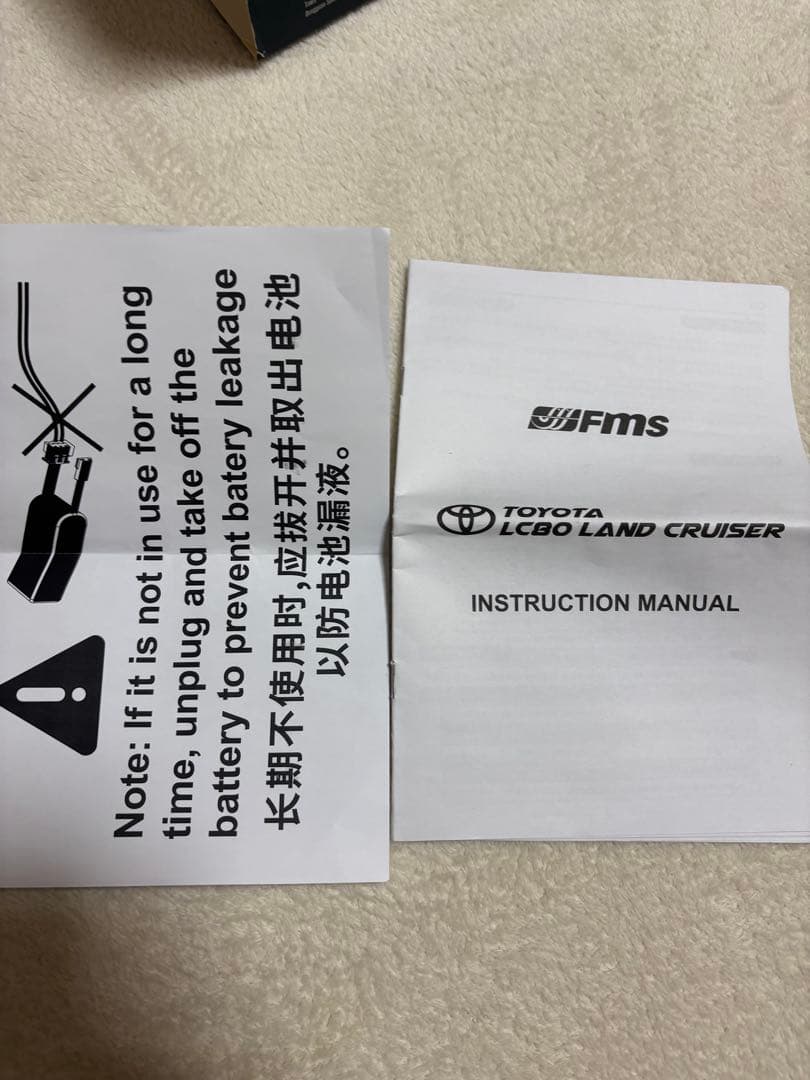 Note: If it is not in use for a long
time, unplug and take off the
battery to prevent batery leakage
长期不使用时,应拔开并取出电池
以防电池漏液。
Fms
TOYOTA
LC80 LAND CRUISER
INSTRUCTION MANUAL